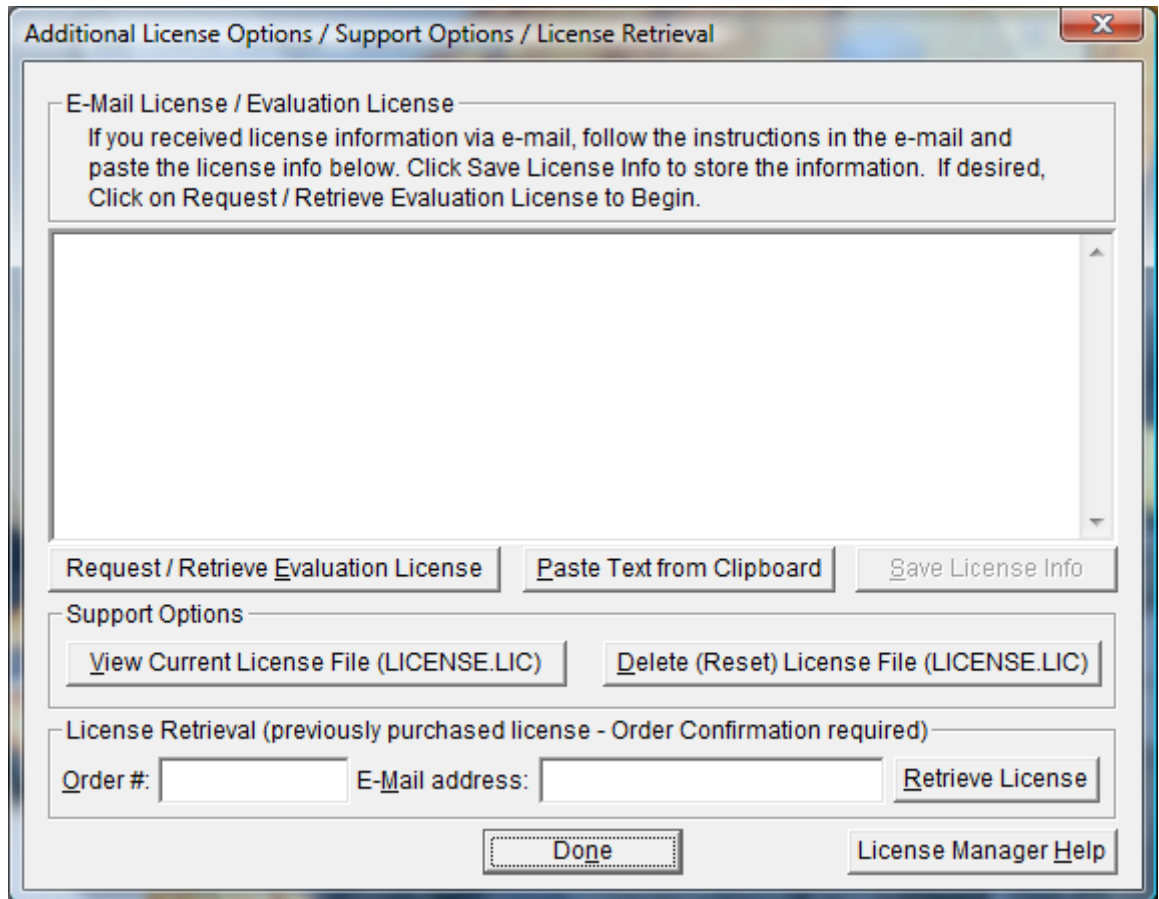 Additional License Options / Support Options / License Retrieval
E-Mail License / Evaluation License
If you received license information via e-mail, follow the instructions in the e-mail and
paste the license info below. Click Save License Info to store the information. If desired,
Click on Request / Retrieve Evaluation License to Begin.
Request / Retrieve Evaluation License Paste Text from Clipboard Save License Info
Support Options
View Current License File (LICENSE.LIC) Delete (Reset) License File (LICENSE.LIC)
License Retrieval (previously purchased license - Order Confirmation required)
Order #: E-Mail address: Retrieve License
Done License Manager Help